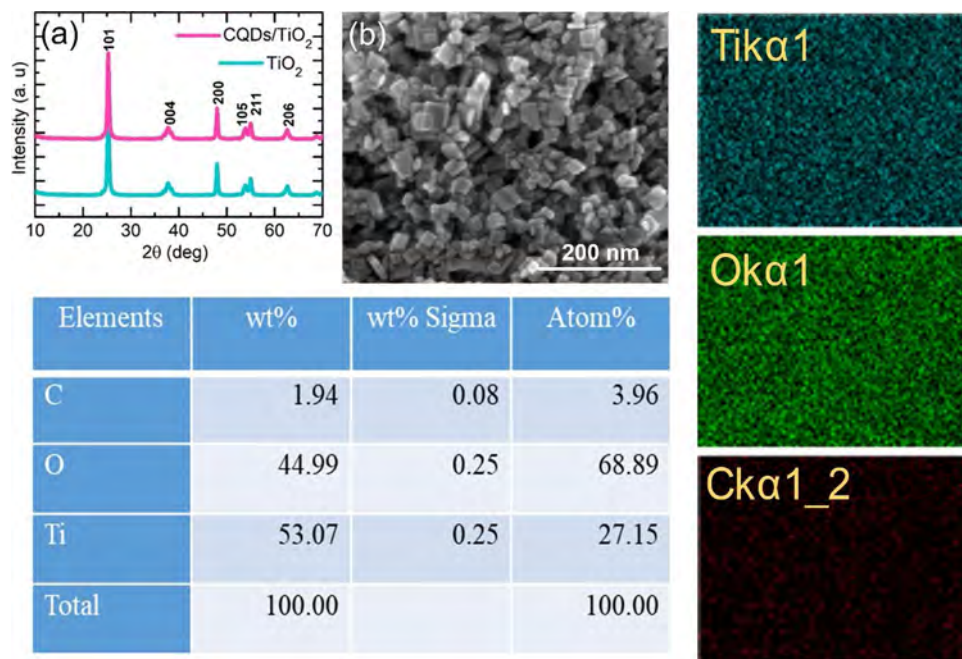 (a)
CQDs/TiO₂
TiO₂
101
004
200
105
211
206
Intensity (a. u)
10 20 30 40 50 60 70
2θ (deg)
(b)
200 nm
Tikα1
Okα1
Ckα1_2
Elements wt% wt% Sigma Atom%
C 1.94 0.08 3.96
O 44.99 0.25 68.89
Ti 53.07 0.25 27.15
Total 100.00 100.00